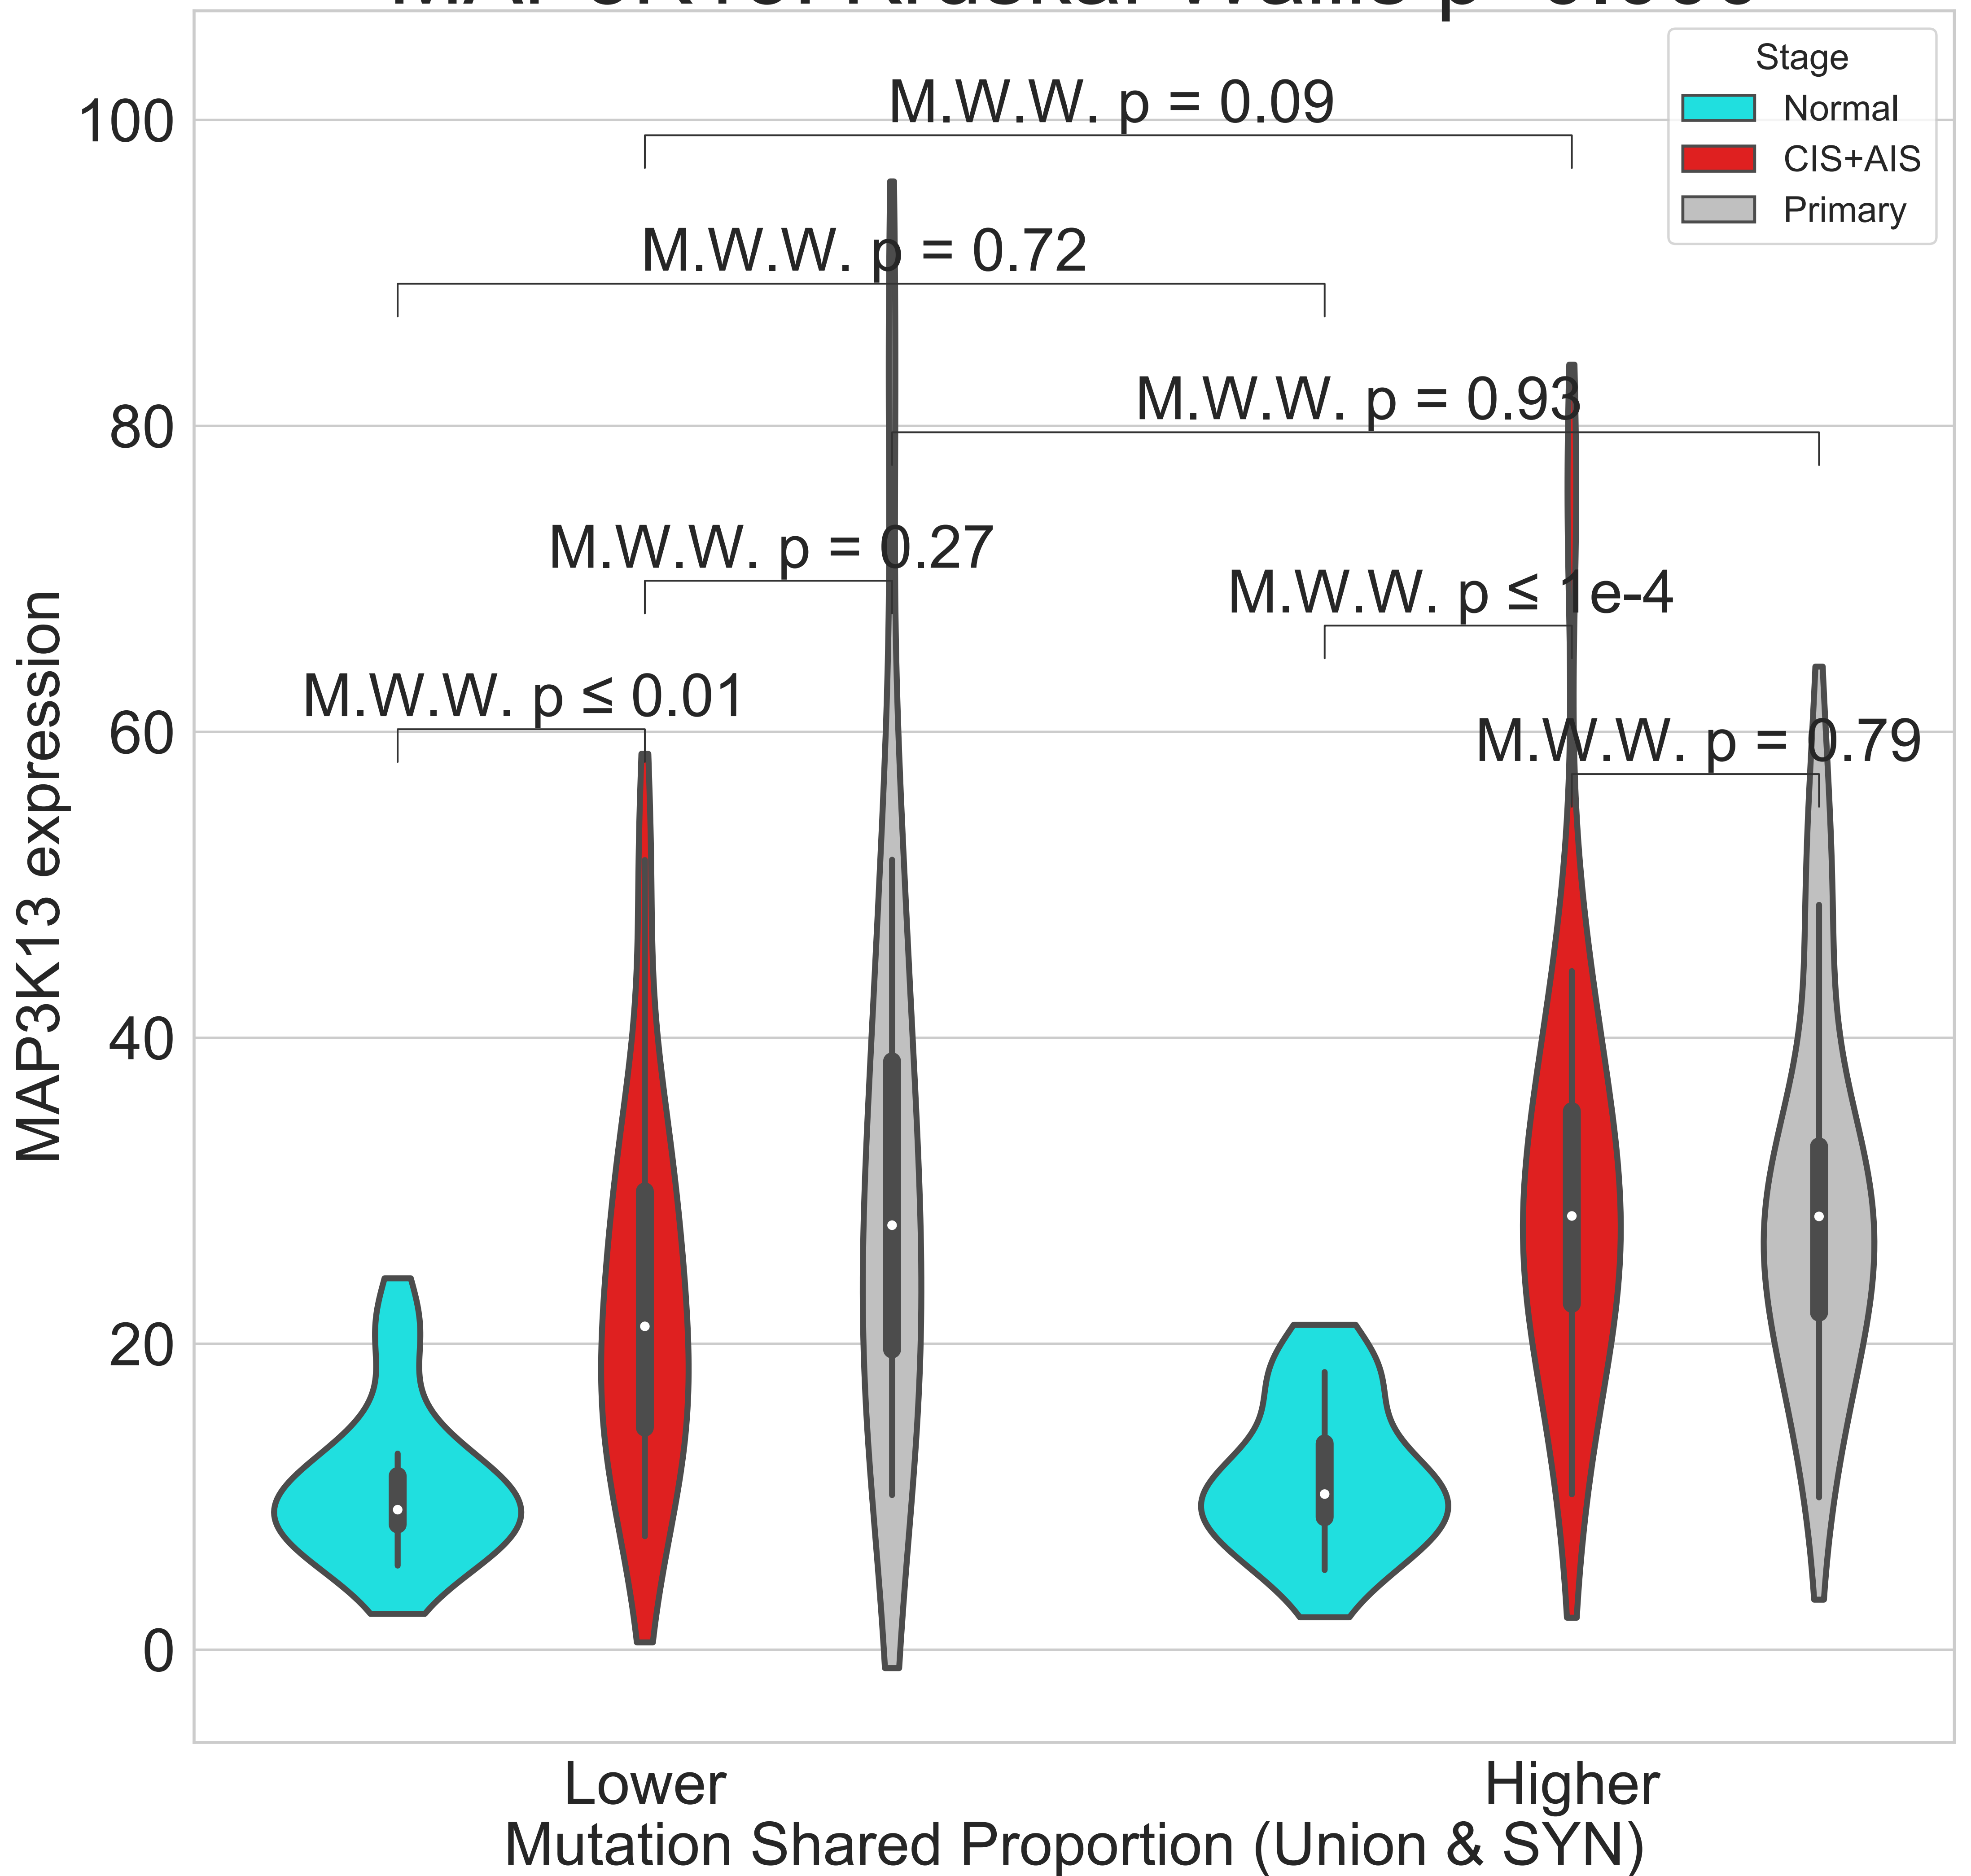 100
80
60
40
20
0
MAP3K13 expression
Stage
Normal
CIS+AIS
Primary
M.W.W. p = 0.09
M.W.W. p = 0.72
M.W.W. p = 0.93
M.W.W. p = 0.27
M.W.W. p ≤ 1e-4
M.W.W. p ≤ 0.01
M.W.W. p = 0.79
Lower
Higher
Mutation Shared Proportion (Union & SYN)